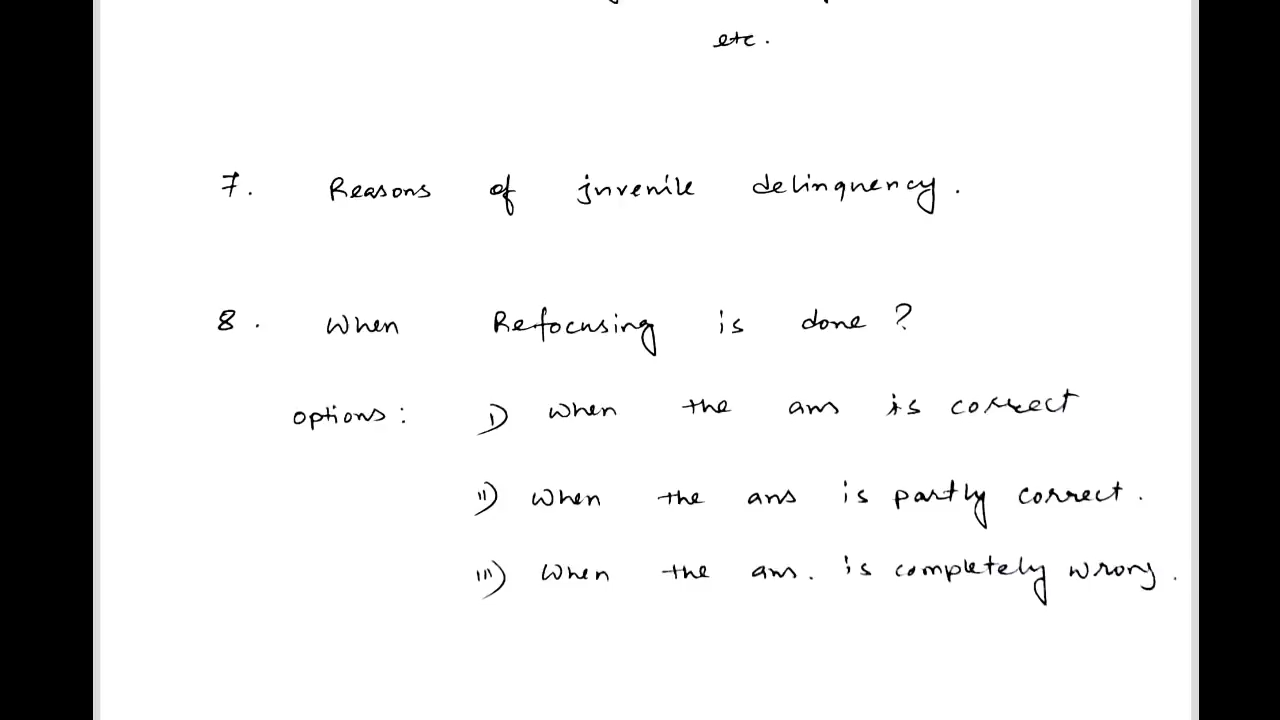 etc.
7. Reasons of juvenile delinquency.
8. When Refocusing is done?
options: i) When the ans is correct
ii) When the ans is partly correct.
iii) When the ans. is completely wrong.